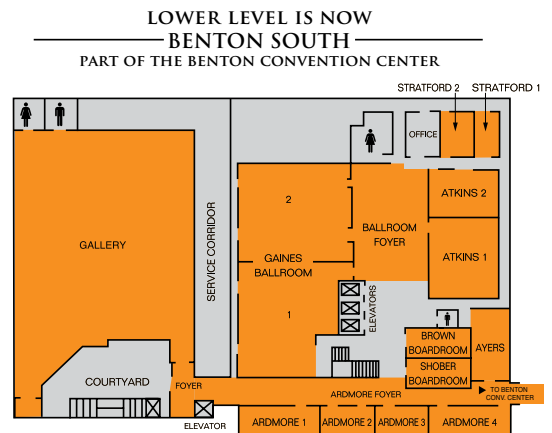 LOWER LEVEL IS NOW
BENTON SOUTH
PART OF THE BENTON CONVENTION CENTER
STRATFORD 2
STRATFORD 1
OFFICE
2
BALLROOM
FOYER
ATKINS 2
GALLERY
SERVICE CORRIDOR
GAINES
BALLROOM
ATKINS 1
1
ELEVATORS
BROWN
BOARDROOM
AYERS
SHOBER
BOARDROOM
COURTYARD
FOYER
ARDMORE FOYER
TO BENTON
CONV. CENTER
ELEVATOR
ARDMORE 1
ARDMORE 2
ARDMORE 3
ARDMORE 4